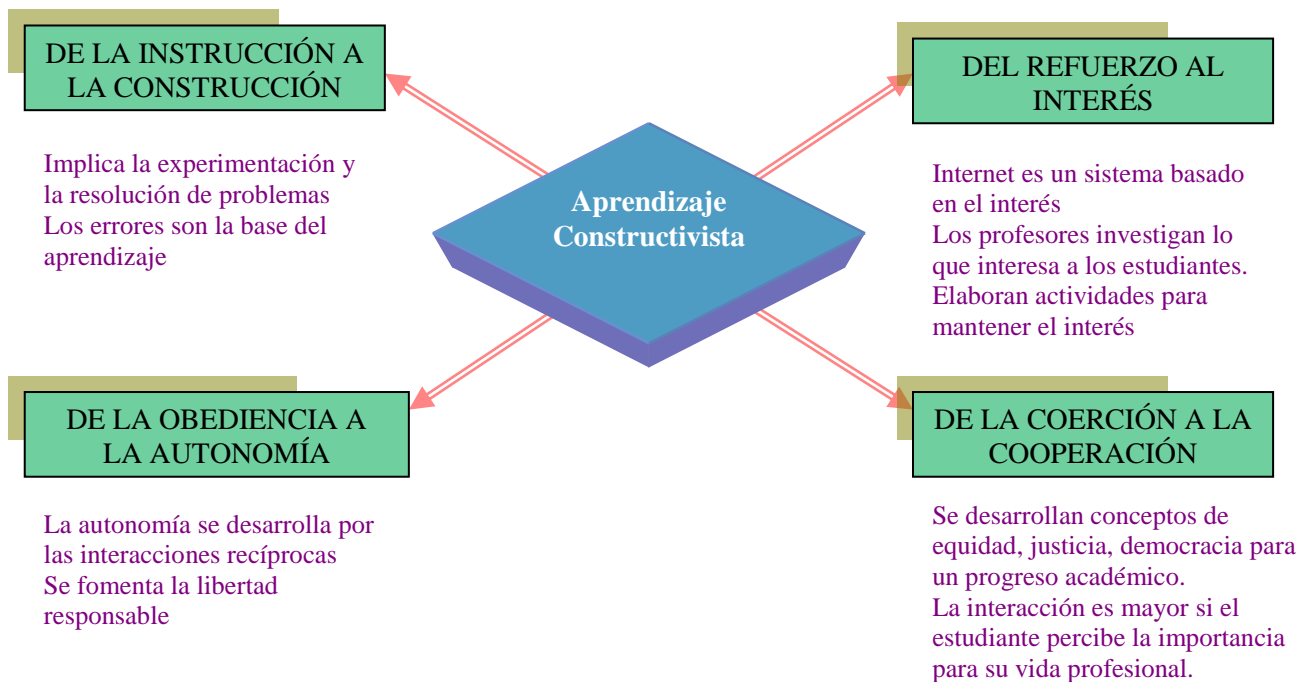 DE LA INSTRUCCIÓN A
LA CONSTRUCCIÓN
Implica la experimentación y
la resolución de problemas
Los errores son la base del
aprendizaje
DEL REFUERZO AL
INTERÉS
Internet es un sistema basado
en el interés
Los profesores investigan lo
que interesa a los estudiantes.
Elaboran actividades para
mantener el interés
Aprendizaje
Constructivista
DE LA OBEDIENCIA A
LA AUTONOMÍA
La autonomía se desarrolla por
las interacciones recíprocas
Se fomenta la libertad
responsable
DE LA COERCIÓN A LA
COOPERACIÓN
Se desarrollan conceptos de
equidad, justicia, democracia para
un progreso académico.
La interacción es mayor si el
estudiante percibe la importancia
para su vida profesional.